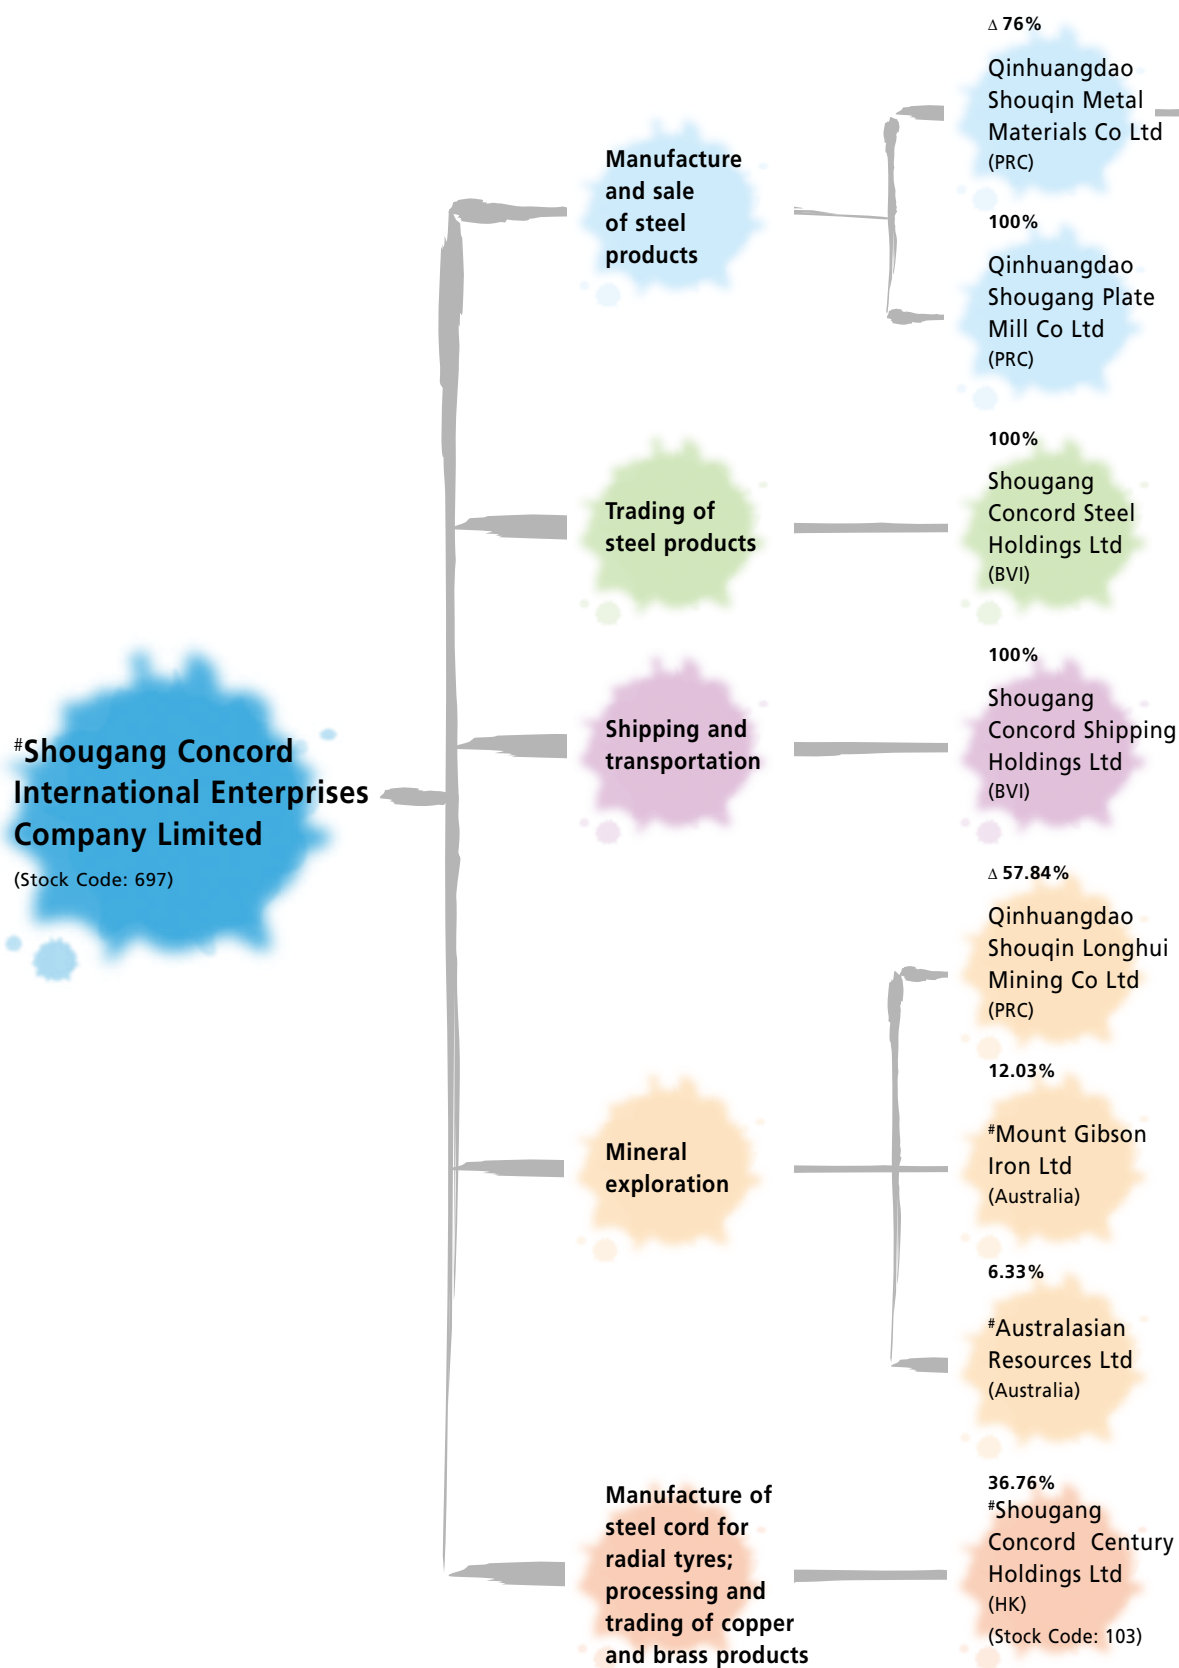 #Shougang Concord
International Enterprises
Company Limited
(Stock Code: 697)
Manufacture
and sale
of steel
products
Δ 76%
Qinhuangdao
Shouqin Metal
Materials Co Ltd
(PRC)
100%
Qinhuangdao
Shougang Plate
Mill Co Ltd
(PRC)
Trading of
steel products
100%
Shougang
Concord Steel
Holdings Ltd
(BVI)
Shipping and
transportation
100%
Shougang
Concord Shipping
Holdings Ltd
(BVI)
Mineral
exploration
Δ 57.84%
Qinhuangdao
Shouqin Longhui
Mining Co Ltd
(PRC)
12.03%
#Mount Gibson
Iron Ltd
(Australia)
6.33%
#Australasian
Resources Ltd
(Australia)
Manufacture of
steel cord for
radial tyres;
processing and
trading of copper
and brass products
36.76%
#Shougang
Concord Century
Holdings Ltd
(HK)
(Stock Code: 103)